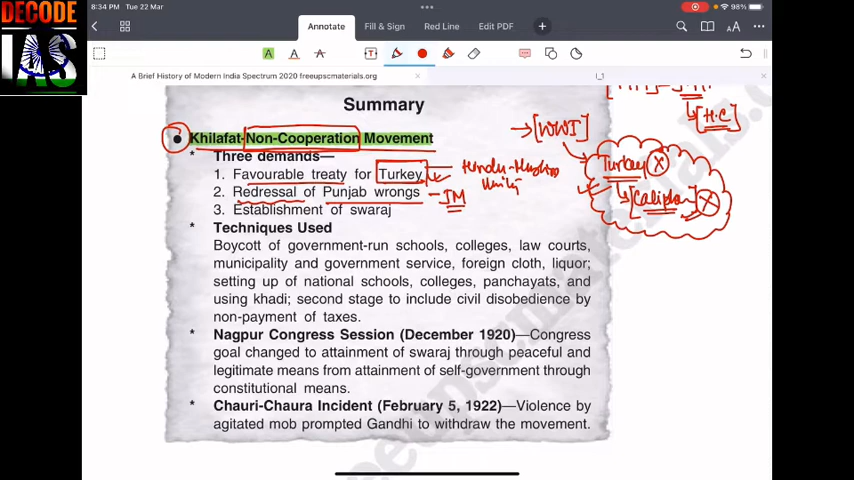 DECODE
IAS
8:34 PM Tue 22 Mar
98%
Annotate Fill & Sign Red Line Edit PDF
A Brief History of Modern India Spectrum 2020 freeupscmaterials.org
Summary
[H.C]
→[WWI]
Khilafat-Non-Cooperation Movement
* Three demands—
1. Favourable treaty for Turkey
Hindu-Muslim
Unity
Turkey
2. Redressal of Punjab wrongs
-JM
3. Establishment of swaraj
* Techniques Used
Boycott of government-run schools, colleges, law courts,
municipality and government service, foreign cloth, liquor;
setting up of national schools, colleges, panchayats, and
using khadi; second stage to include civil disobedience by
non-payment of taxes.
* Nagpur Congress Session (December 1920)—Congress
goal changed to attainment of swaraj through peaceful and
legitimate means from attainment of self-government through
constitutional means.
* Chauri-Chaura Incident (February 5, 1922)—Violence by
agitated mob prompted Gandhi to withdraw the movement.